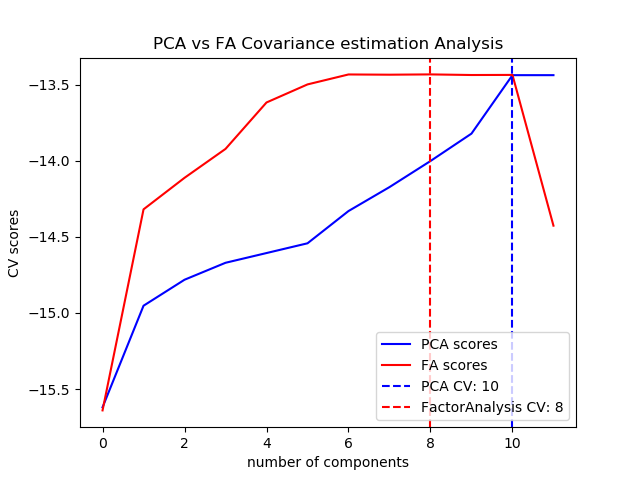 PCA vs FA Covariance estimation Analysis
CV scores
−13.5
−14.0
−14.5
−15.0
−15.5
PCA scores
FA scores
PCA CV: 10
FactorAnalysis CV: 8
0 2 4 6 8 10
number of components